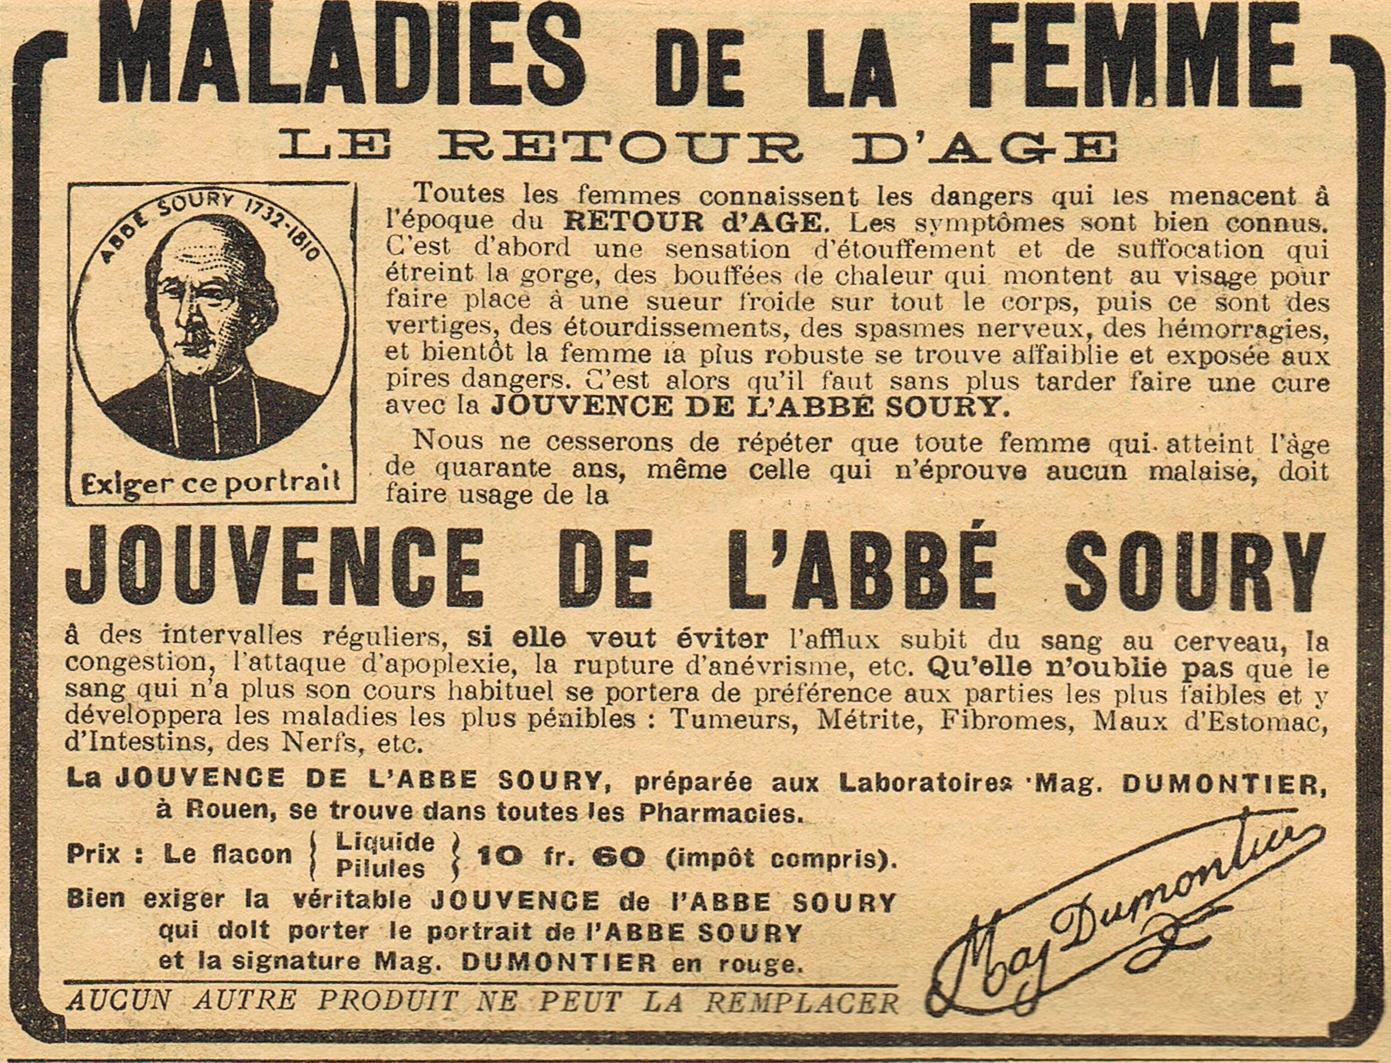 MALADIES DE LA FEMME
LE RETOUR D'AGE
ABBÉ SOURY 1732-1810
Exiger ce portrait
Toutes les femmes connaissent les dangers qui les menacent à
l'époque du RETOUR d'AGE. Les symptômes sont bien connus.
C'est d'abord une sensation d'étouffement et de suffocation qui
étreint la gorge, des bouffées de chaleur qui montent au visage pour
faire place à une sueur froide sur tout le corps, puis ce sont des
vertiges, des étourdissements, des spasmes nerveux, des hémorragies,
et bientôt la femme la plus robuste se trouve affaiblie et exposée aux
pires dangers. C'est alors qu'il faut sans plus tarder faire une cure
avec la JOUVENCE DE L'ABBÉ SOURY.
Nous ne cesserons de répéter que toute femme qui atteint l'âge
de quarante ans, même celle qui n'éprouve aucun malaise, doit
faire usage de la
JOUVENCE DE L'ABBÉ SOURY
à des intervalles réguliers, si elle veut éviter l'afflux subit du sang au cerveau, la
congestion, l'attaque d'apoplexie, la rupture d'anévrisme, etc. Qu'elle n'oublie pas que le
sang qui n'a plus son cours habituel se portera de préférence aux parties les plus faibles et y
développera les maladies les plus pénibles : Tumeurs, Métrite, Fibromes, Maux d'Estomac,
d'Intestins, des Nerfs, etc.
La JOUVENCE DE L'ABBE SOURY, préparée aux Laboratoires Mag. DUMONTIER,
à Rouen, se trouve dans toutes les Pharmacies.
Prix : Le flacon { Liquide Pilules } 10 fr. 60 (impôt compris).
Bien exiger la véritable JOUVENCE de l'ABBE SOURY
qui doit porter le portrait de l'ABBE SOURY
et la signature Mag. DUMONTIER en rouge.
Mag Dumontier
AUCUN AUTRE PRODUIT NE PEUT LA REMPLACER